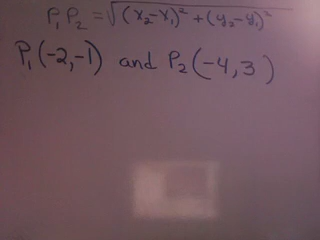 P₁P₂ = √(x₂-x₁)² + (y₂-y₁)²
P₁(-2,-1) and P₂(-4,3)